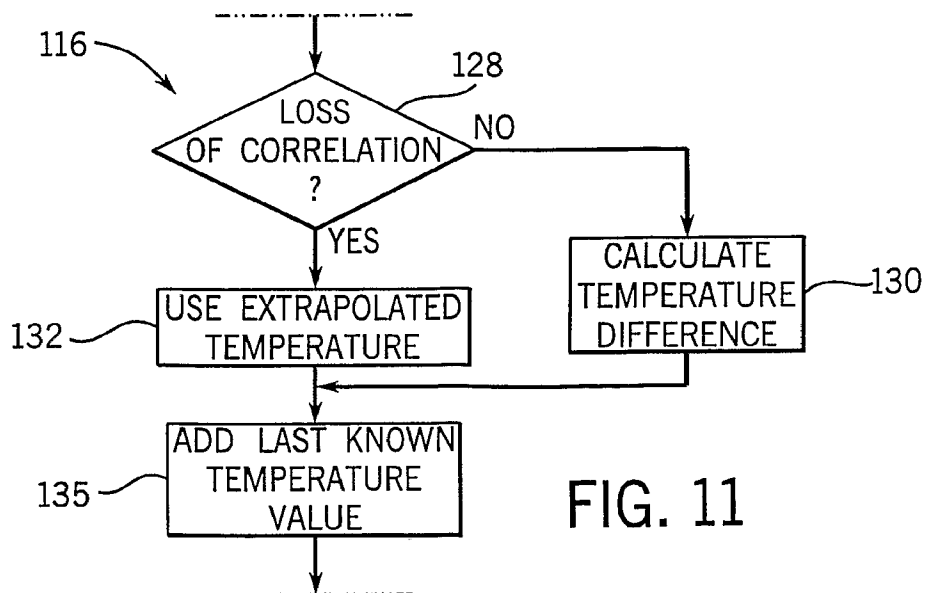 116
128
LOSS
OF CORRELATION
?
NO
YES
CALCULATE
TEMPERATURE
DIFFERENCE
130
USE EXTRAPOLATED
TEMPERATURE
132
ADD LAST KNOWN
TEMPERATURE
VALUE
135
FIG. 11